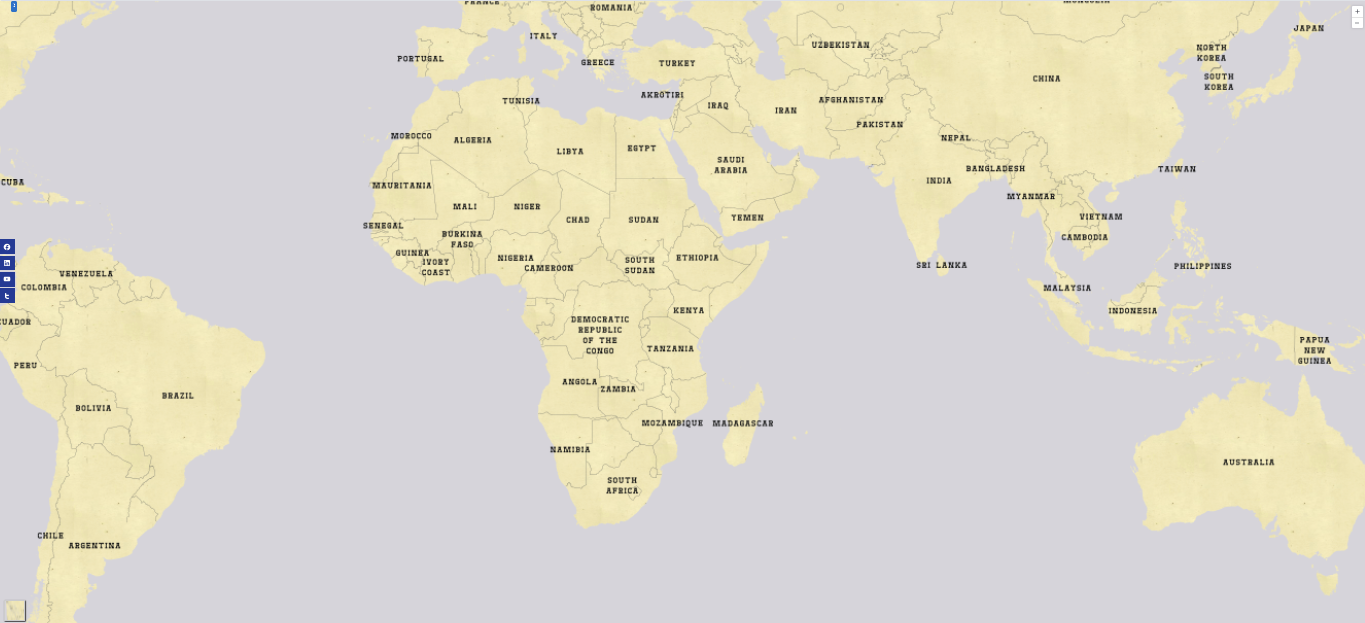 FRANCE
ROMANIA
MONGOLIA
JAPAN
ITALY
UZBEKISTAN
NORTH
KOREA
PORTUGAL
GREECE
TURKEY
CHINA
SOUTH
KOREA
TUNISIA
AKROTIRI
IRAQ
IRAN
AFGHANISTAN
PAKISTAN
MOROCCO
ALGERIA
LIBYA
EGYPT
NEPAL
SAUDI
ARABIA
BANGLADESH
TAIWAN
CUBA
MAURITANIA
INDIA
MYANMAR
MALI
NIGER
CHAD
SUDAN
YEMEN
VIETNAM
SENEGAL
BURKINA
FASO
CAMBODIA
GUINEA
IVORY
COAST
NIGERIA
CAMEROON
SOUTH
SUDAN
ETHIOPIA
SRI LANKA
PHILIPPINES
VENEZUELA
COLOMBIA
MALAYSIA
KENYA
INDONESIA
UADOR
DEMOCRATIC
REPUBLIC
OF THE
CONGO
TANZANIA
PAPUA
NEW
GUINEA
PERU
ANGOLA
ZAMBIA
BRAZIL
BOLIVIA
MOZAMBIQUE
MADAGASCAR
NAMIBIA
AUSTRALIA
SOUTH
AFRICA
CHILE
ARGENTINA